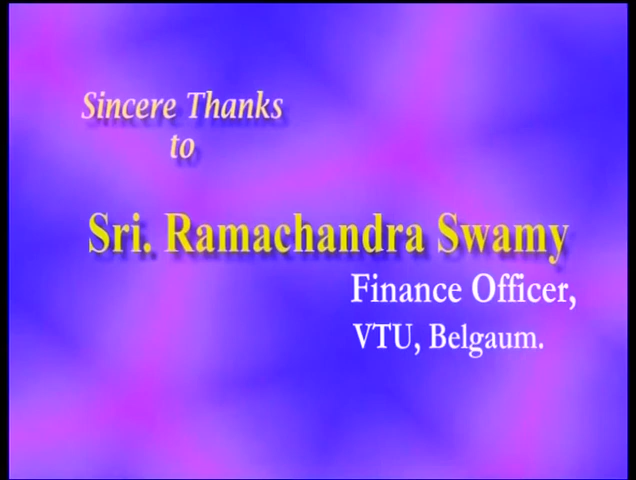 Sincere Thanks
to
Sri. Ramachandra Swamy
Finance Officer,
VTU, Belgaum.